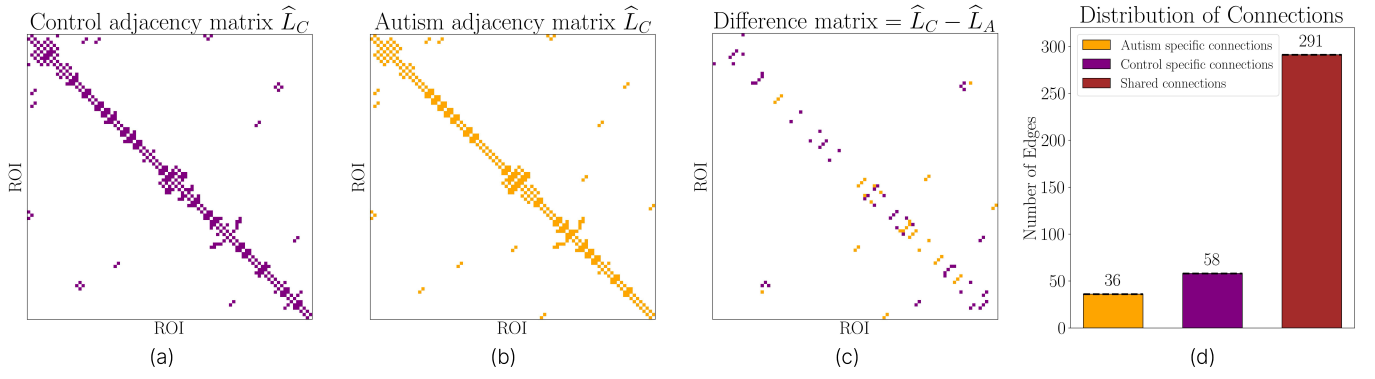 Control adjacency matrix L̂_C
ROI
ROI
(a)
Autism adjacency matrix L̂_C
ROI
ROI
(b)
Difference matrix = L̂_C − L̂_A
ROI
ROI
(c)
Distribution of Connections
Number of Edges
300
250
200
150
100
50
0
Autism specific connections
Control specific connections
Shared connections
36
58
291
(d)